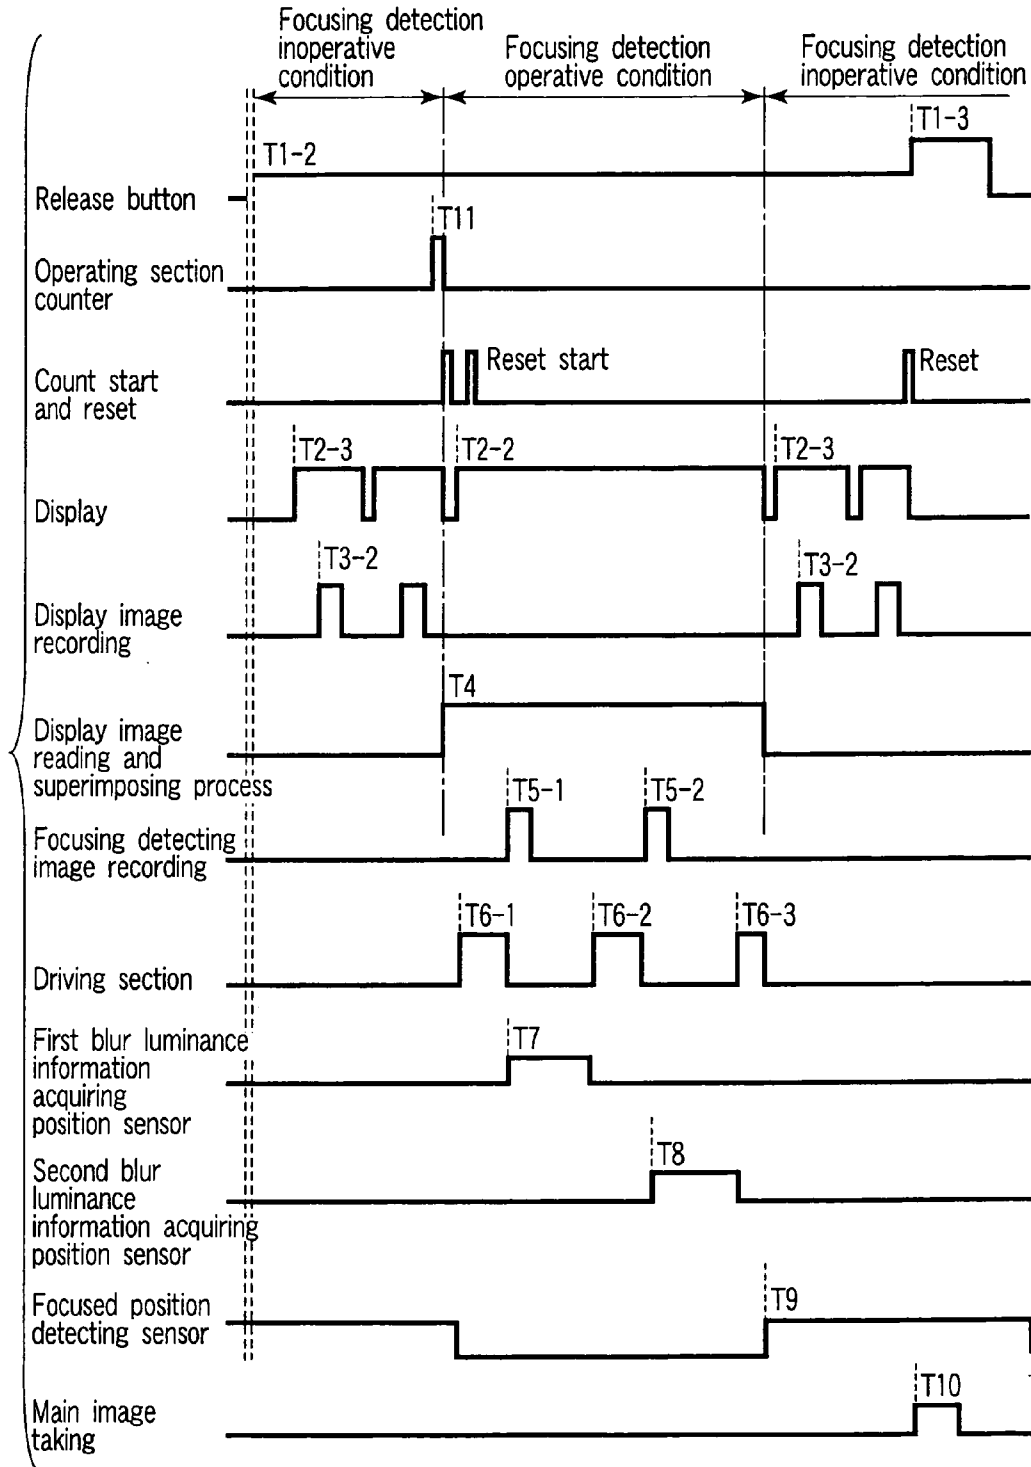 Focusing detection
inoperative
condition
Focusing detection
operative condition
Focusing detection
inoperative condition
T1-3
T1-2
Release button
T11
Operating section
counter
Reset start
Reset
Count start
and reset
T2-3
T2-2
T2-3
Display
T3-2
T3-2
Display image
recording
T4
Display image
reading and
superimposing process
T5-1
T5-2
Focusing detecting
image recording
T6-1
T6-2
T6-3
Driving section
First blur luminance
information
acquiring
position sensor
T7
Second blur
luminance
information acquiring
position sensor
T8
Focused position
detecting sensor
T9
T10
Main image
taking